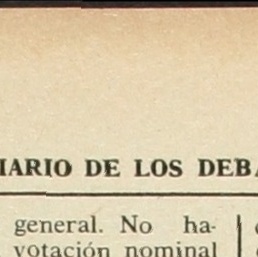 IARIO DE LOS DEBA
general. No ha-
votación nominal